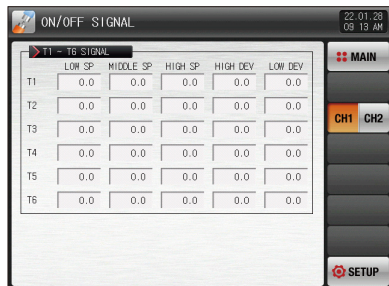 ON/OFF SIGNAL
22.01.28
09 13 AM
T1 - T6 SIGNAL
LOW SP MIDDLE SP HIGH SP HIGH DEV LOW DEV
T1 0.0 0.0 0.0 0.0 0.0
T2 0.0 0.0 0.0 0.0 0.0
T3 0.0 0.0 0.0 0.0 0.0
T4 0.0 0.0 0.0 0.0 0.0
T5 0.0 0.0 0.0 0.0 0.0
T6 0.0 0.0 0.0 0.0 0.0
MAIN
CH1 CH2
SETUP